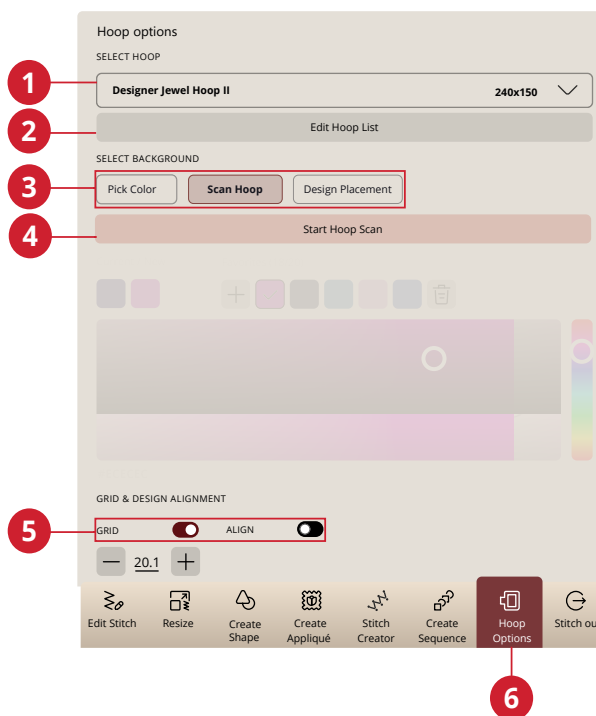 Hoop options
SELECT HOOP
1
Designer Jewel Hoop II 240x150
2
Edit Hoop List
SELECT BACKGROUND
3
Pick Color Scan Hoop Design Placement
4
Start Hoop Scan
GRID & DESIGN ALIGNMENT
5
GRID ALIGN
20.1
Edit Stitch Resize Create Shape Create Appliqué Stitch Creator Create Sequence Hoop Options Stitch ou
6